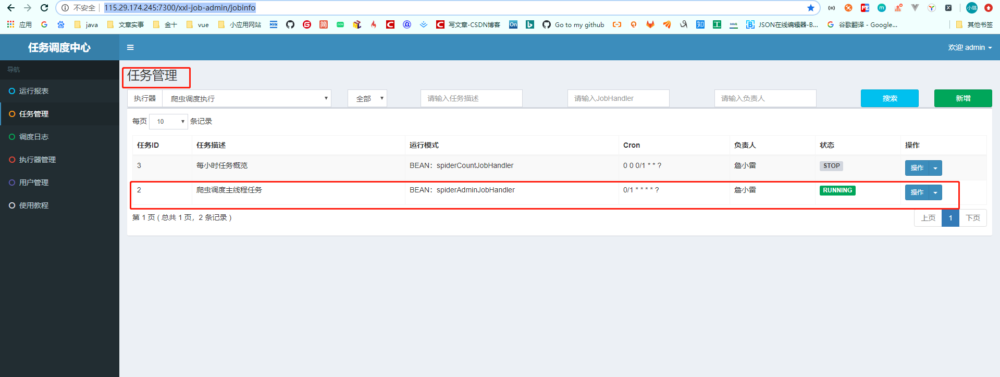 不安全 115.29.174.245:7300/xxl-job-admin/jobinfo
应用 java 文章实事 金十 vue 小应用网站 写文章-CSDN博客 Go to my github JSON在线编辑器-B... 谷歌翻译 - Google... 其他书签
任务调度中心 欢迎 admin
导航
运行报表
任务管理
调度日志
执行器管理
用户管理
使用教程
任务管理
执行器 爬虫调度执行 全部 请输入任务描述 请输入JobHandler 请输入负责人 搜索 新增
每页 10 条记录
任务ID 任务描述 运行模式 Cron 负责人 状态 操作
3 每小时任务概览 BEAN：spiderCountJobHandler 0 0 0/1 * * ? 詹小雷 STOP 操作
2 爬虫调度主线程任务 BEAN：spiderAdminJobHandler 0/1 * * * * ? 詹小雷 RUNNING 操作
第 1 页 ( 总共 1 页，2 条记录 ) 上页 1 下页